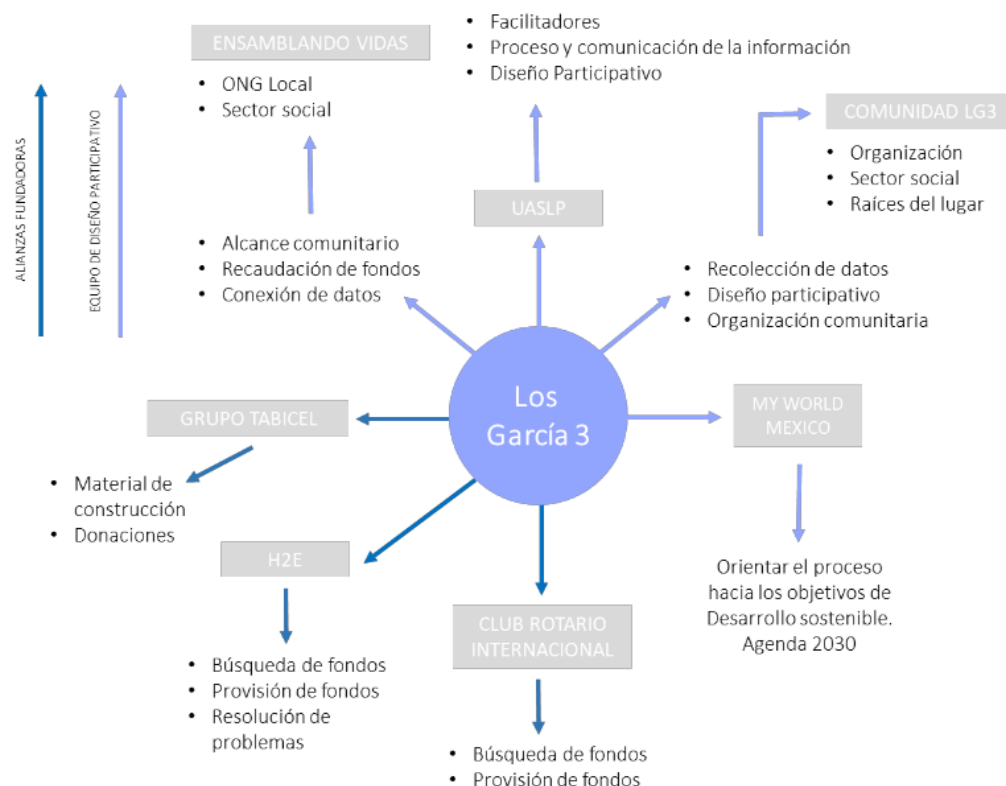 ENSAMBLANDO VIDAS
• ONG Local
• Sector social
• Facilitadores
• Proceso y comunicación de la información
• Diseño Participativo
COMUNIDAD LG3
• Organización
• Sector social
• Raíces del lugar
ALIANZAS FUNDADORAS
EQUIPO DE DISEÑO PARTICIPATIVO
UASLP
• Alcance comunitario
• Recaudación de fondos
• Conexión de datos
• Recolección de datos
• Diseño participativo
• Organización comunitaria
Los
García 3
GRUPO TABICEL
MY WORLD
MEXICO
• Material de
construcción
• Donaciones
H2E
CLUB ROTARIO
INTERNACIONAL
Orientar el proceso
hacia los objetivos de
Desarrollo sostenible.
Agenda 2030
• Búsqueda de fondos
• Provisión de fondos
• Resolución de
problemas
• Búsqueda de fondos
• Provisión de fondos